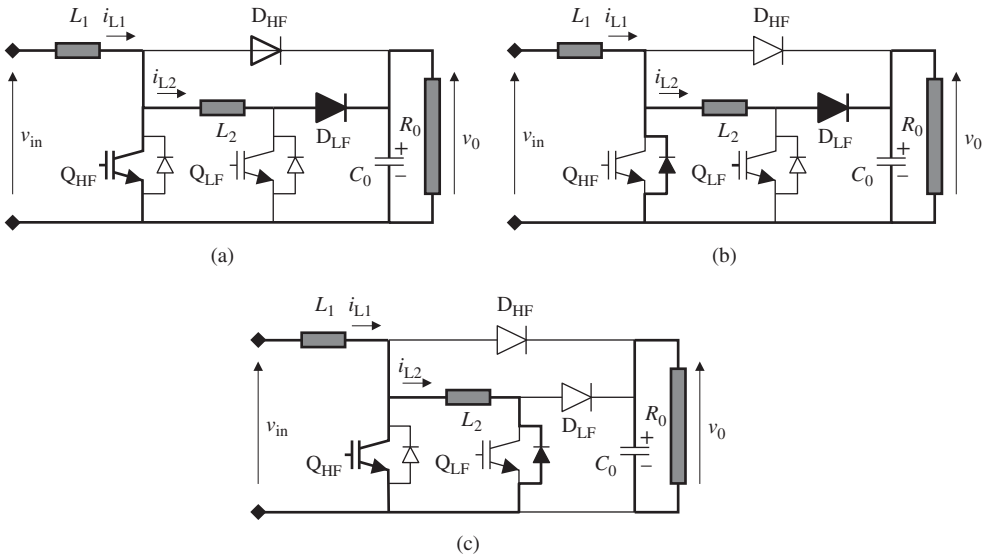 L1 iL1 DHF
iL2
vin L2 DLF R0 v0
QHF QLF C0 + −
(a)
L1 iL1 DHF
iL2
vin L2 DLF R0 v0
QHF QLF C0 + −
(b)
L1 iL1 DHF
iL2
vin L2 DLF R0 v0
QHF QLF C0 + −
(c)